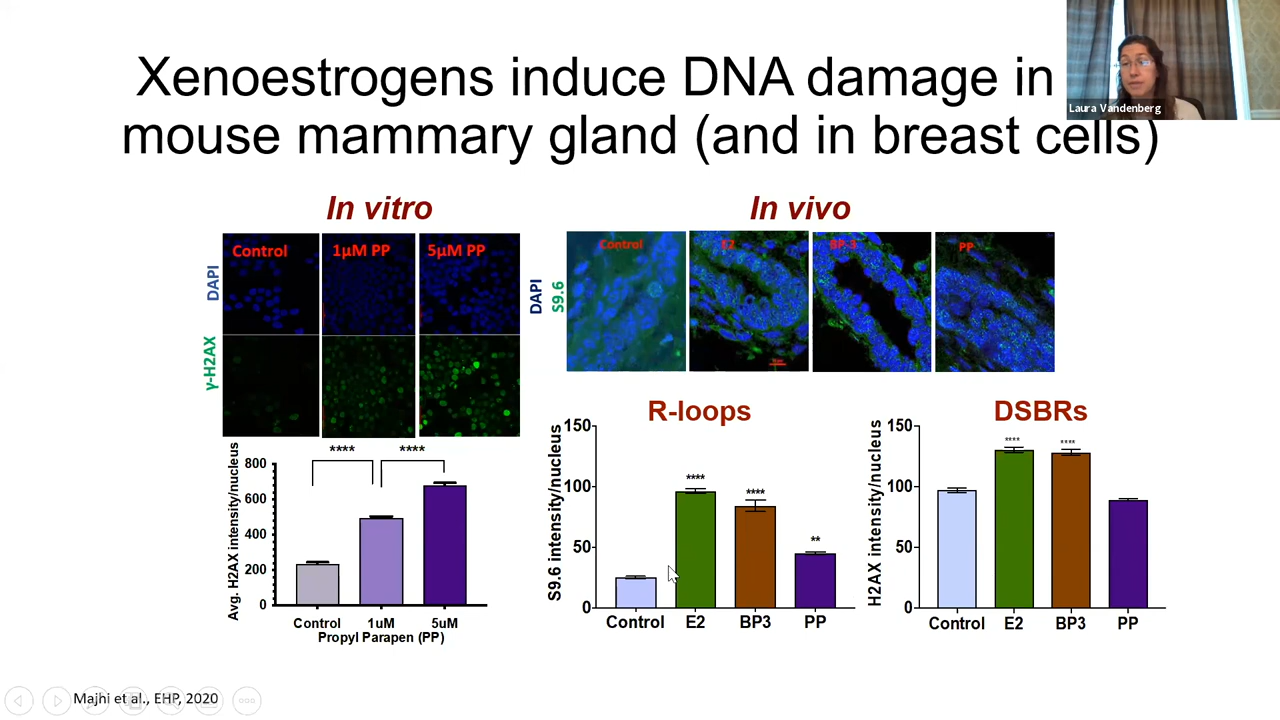 Xenoestrogens induce DNA damage in
mouse mammary gland (and in breast cells)
Laura Vandenberg
In vitro
In vivo
Control
1μM PP
5μM PP
DAPI
γ-H2AX
Control
E2
BP-3
PP
DAPI
S9.6
Avg. H2AX intensity/nucleus
800
600
400
200
0
****
****
Control
1uM
5uM
Propyl Parapen (PP)
R-loops
S9.6 intensity/nucleus
150
100
50
0
****
****
**
Control
E2
BP3
PP
DSBRs
H2AX intensity/nucleus
150
100
50
0
****
****
Control
E2
BP3
PP
Majhi et al., EHP, 2020